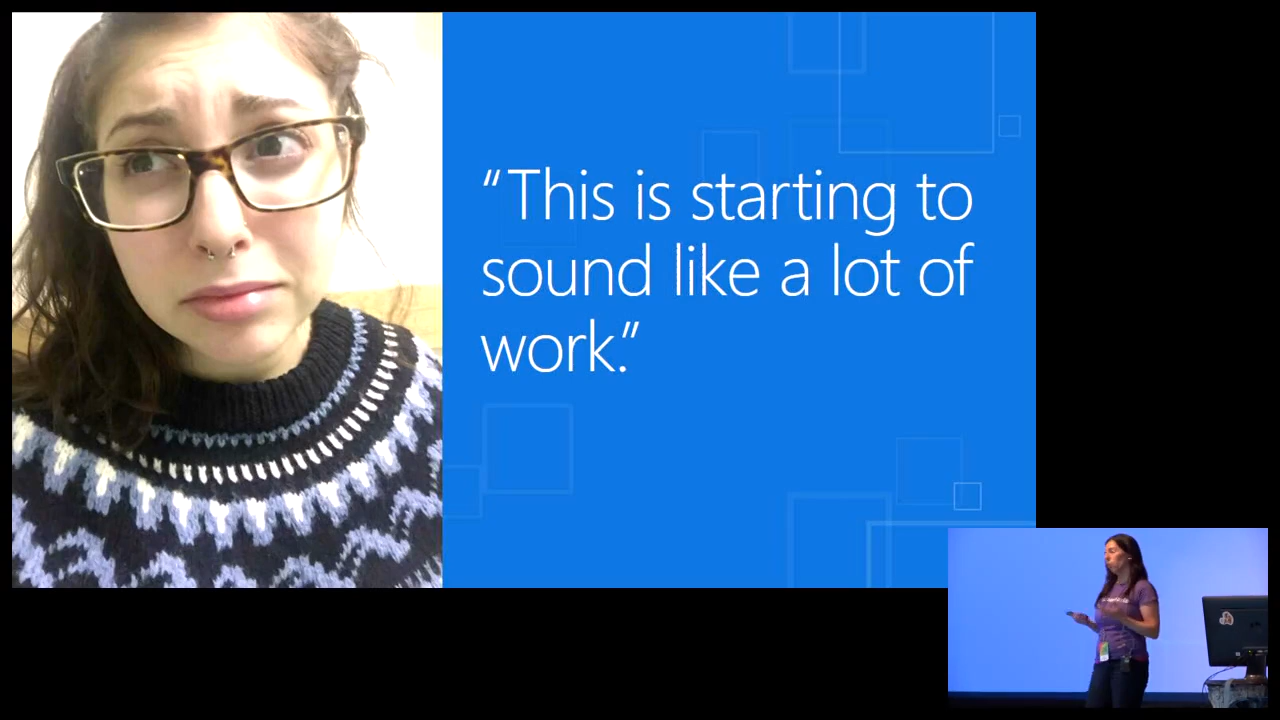 “This is starting to
sound like a lot of
work.”